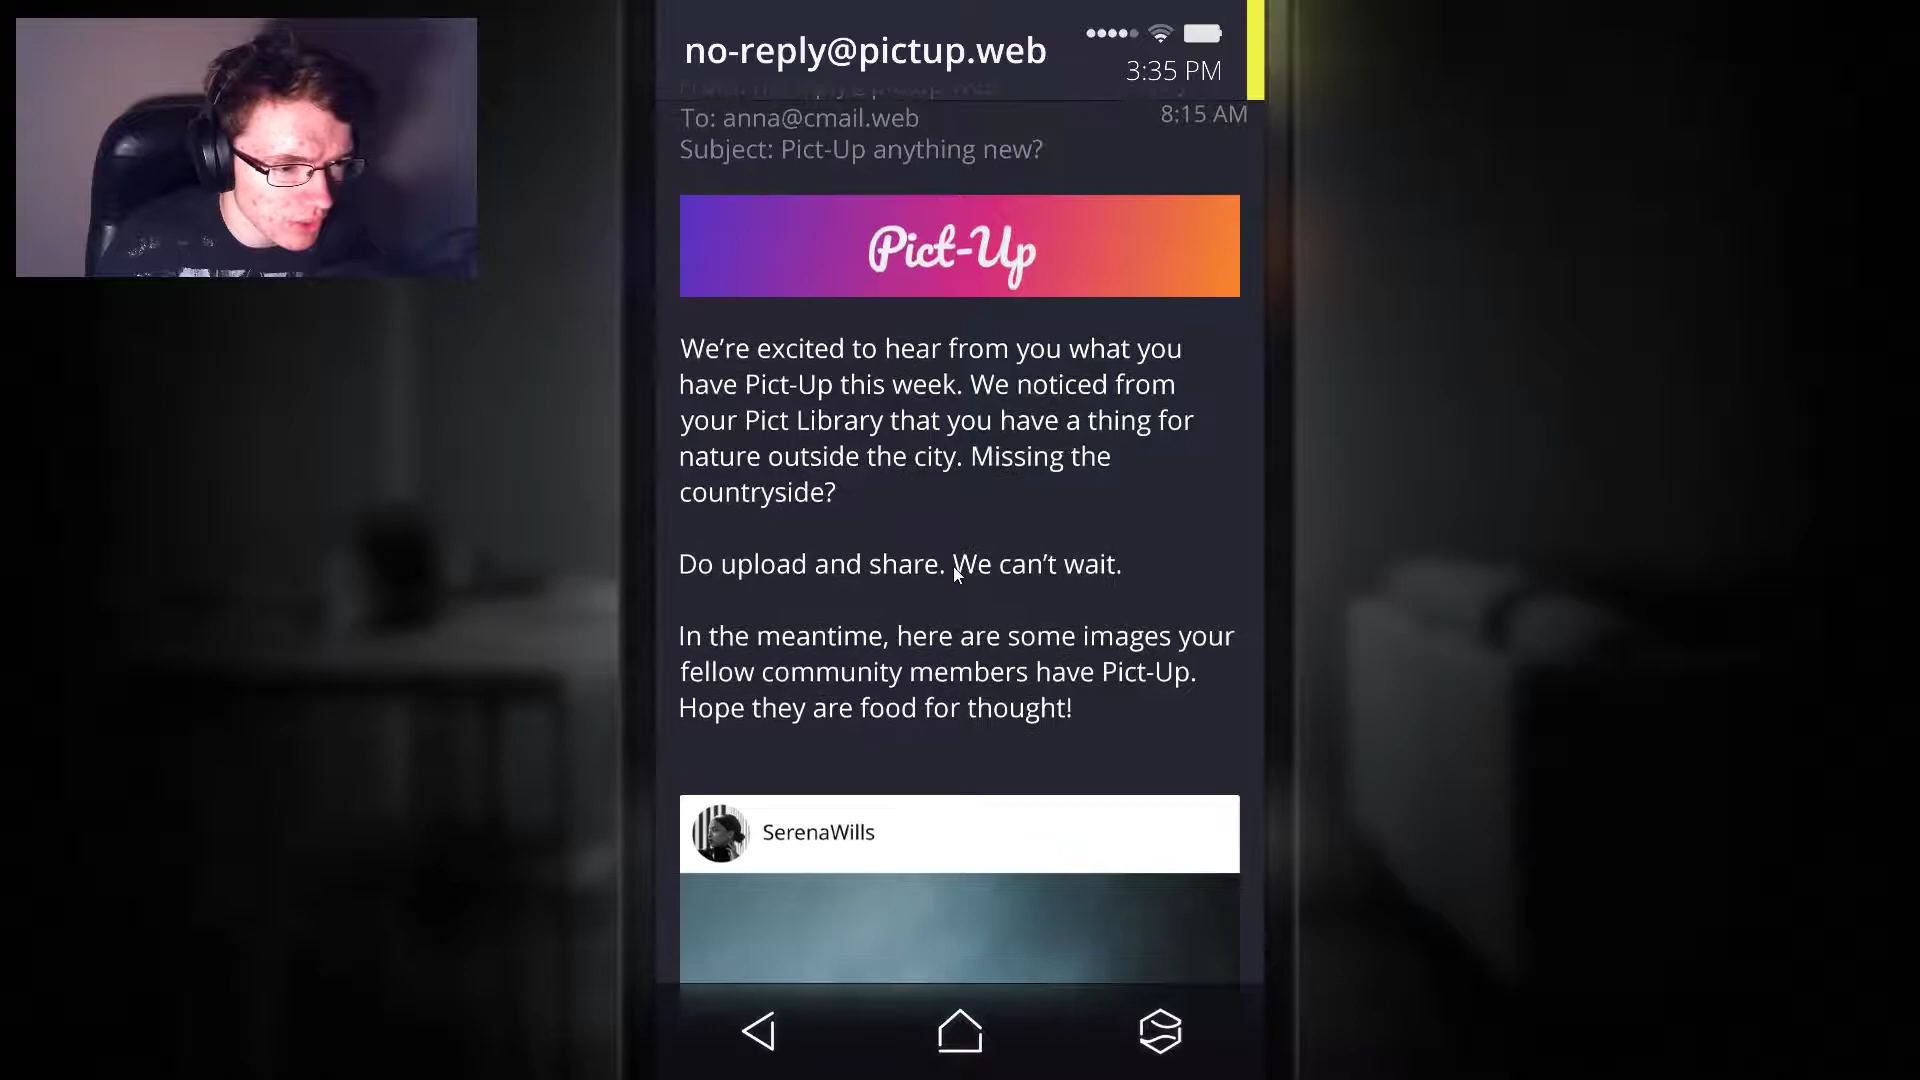 no-reply@pictup.web
3:35 PM
To: anna@cmail.web
8:15 AM
Subject: Pict-Up anything new?
Pict-Up
We’re excited to hear from you what you
have Pict-Up this week. We noticed from
your Pict Library that you have a thing for
nature outside the city. Missing the
countryside?
Do upload and share. We can’t wait.
In the meantime, here are some images your
fellow community members have Pict-Up.
Hope they are food for thought!
SerenaWills